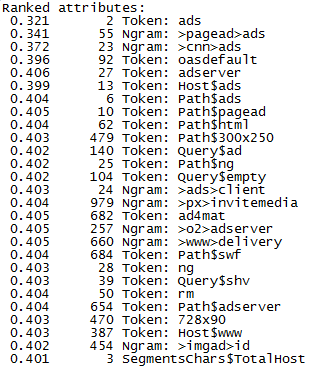 Ranked attributes:
0.321 2 Token: ads
0.341 55 Ngram: >pagead>ads
0.372 23 Ngram: >cnn>ads
0.396 92 Token: oasdefault
0.406 27 Token: adserver
0.399 13 Token: Host$ads
0.404 6 Token: Path$ads
0.405 10 Token: Path$pagead
0.404 62 Token: Path$html
0.403 479 Token: Path$300x250
0.402 140 Token: Query$ad
0.402 25 Token: Path$ng
0.402 104 Token: Query$empty
0.403 24 Ngram: >ads>client
0.404 979 Ngram: >px>invitemedia
0.405 682 Token: ad4mat
0.405 257 Ngram: >o2>adserver
0.405 660 Ngram: >www>delivery
0.404 684 Token: Path$swf
0.403 28 Token: ng
0.403 39 Token: Query$shv
0.404 50 Token: rm
0.404 654 Token: Path$adserver
0.403 470 Token: 728x90
0.403 387 Token: Host$www
0.402 454 Ngram: >imgad>id
0.401 3 SegmentsChars$TotalHost